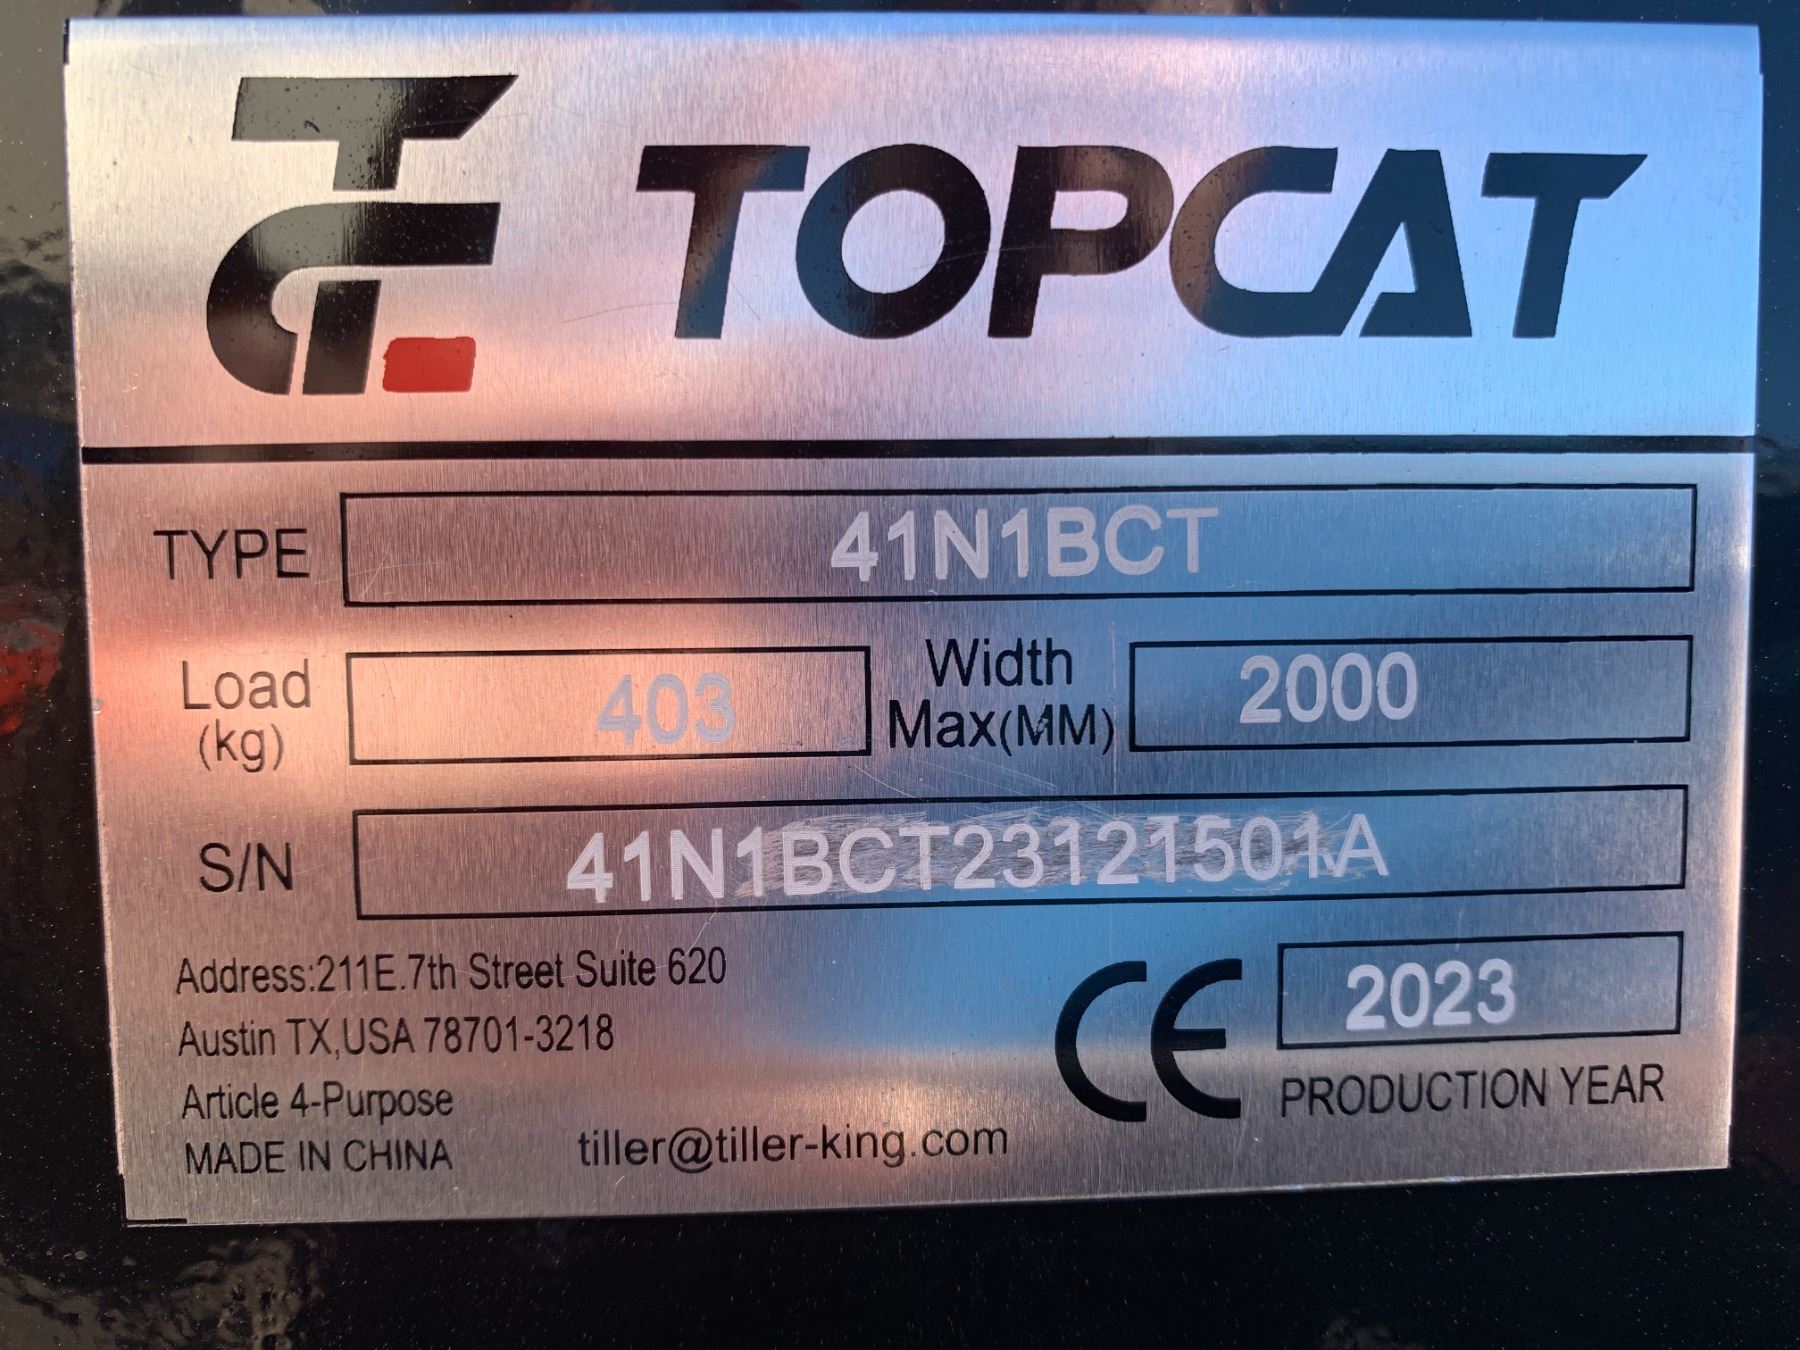 TOPCAT
TYPE 41N1BCT
Load (kg) 403 Width Max(MM) 2000
S/N 41N1BCT23121501A
Address:211E.7th Street Suite 620
Austin TX,USA 78701-3218
Article 4-Purpose
MADE IN CHINA
tiller@tiller-king.com
CE 2023
PRODUCTION YEAR